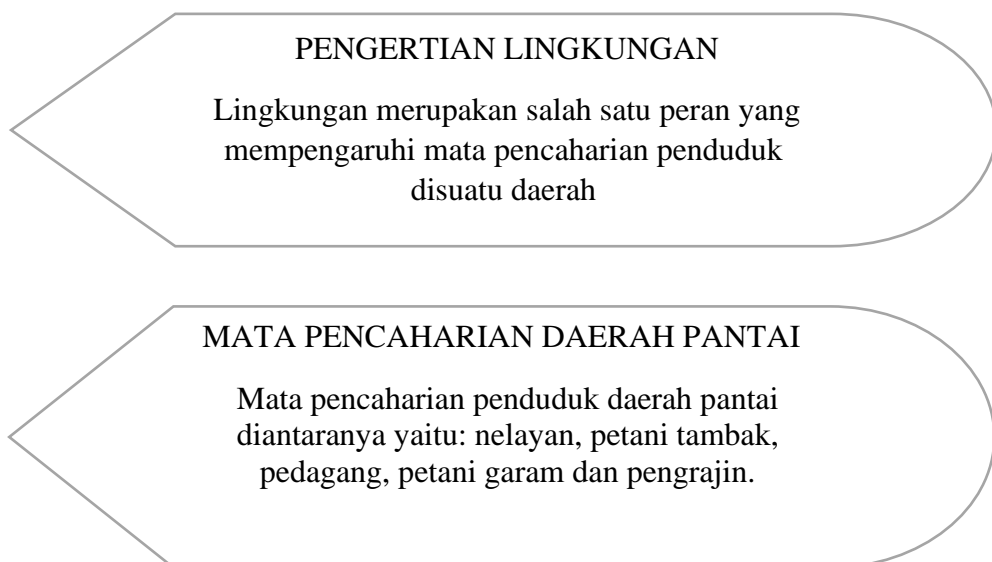 PENGERTIAN LINGKUNGAN
Lingkungan merupakan salah satu peran yang
mempengaruhi mata pencaharian penduduk
disuatu daerah
MATA PENCAHARIAN DAERAH PANTAI
Mata pencaharian penduduk daerah pantai
diantaranya yaitu: nelayan, petani tambak,
pedagang, petani garam dan pengrajin.